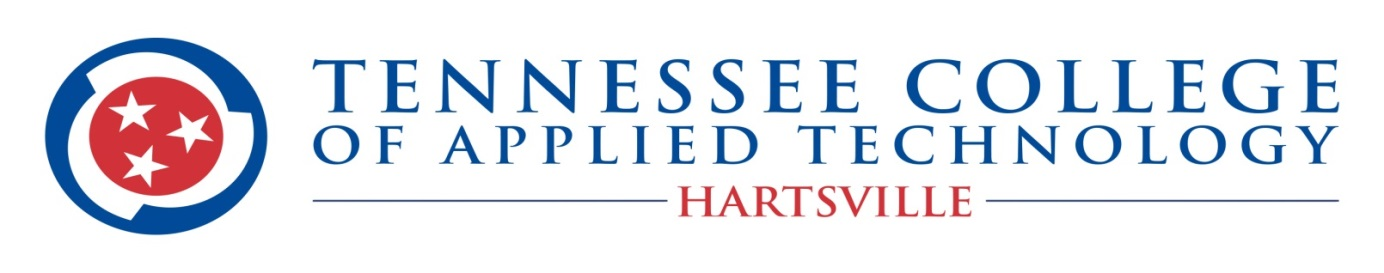 TENNESSEE COLLEGE
OF APPLIED TECHNOLOGY
HARTSVILLE